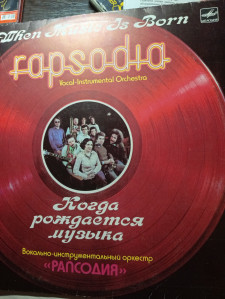 When Music Is Born
rapsodia
Vocal-Instrumental Orchestra
Когда
рождается
музыка
Вокально-инструментальный оркестр
«РАПСОДИЯ»